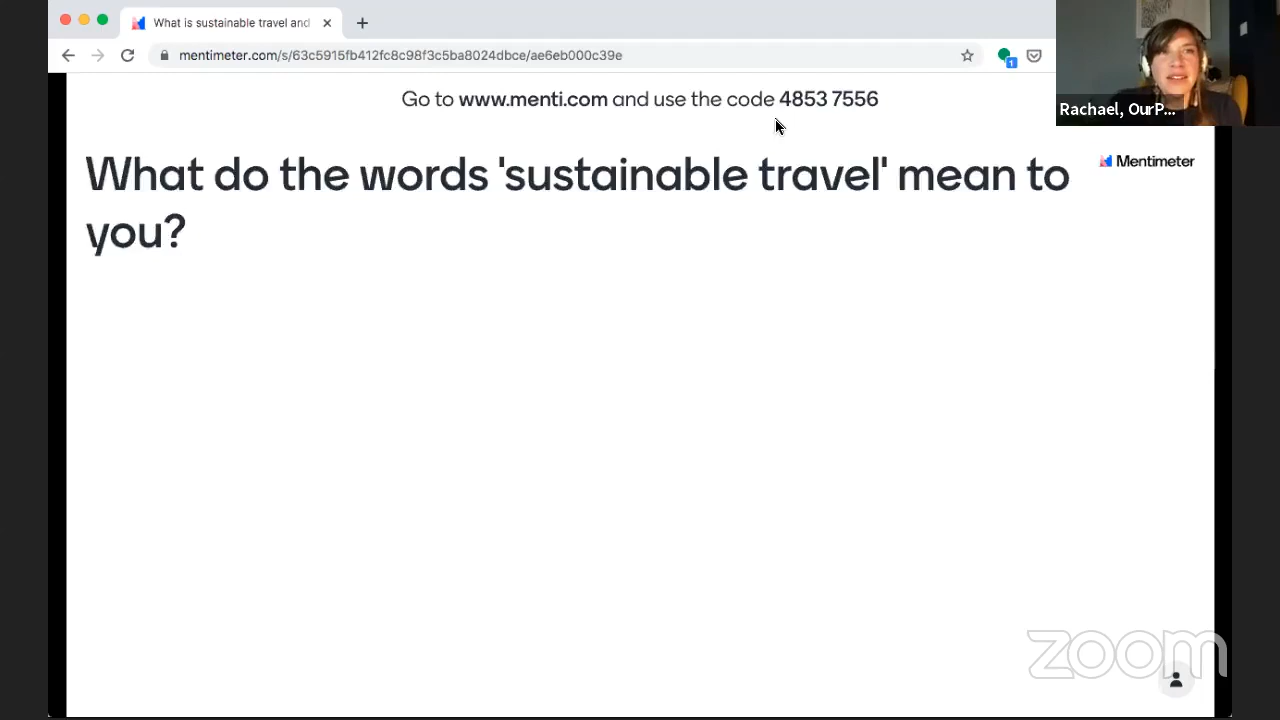 What is sustainable travel and
mentimeter.com/s/63c5915fb412fc8c98f3c5ba8024dbce/ae6eb000c39e
1
Rachael, OurP...
Go to www.menti.com and use the code 4853 7556
Mentimeter
What do the words 'sustainable travel' mean to
you?
zoom